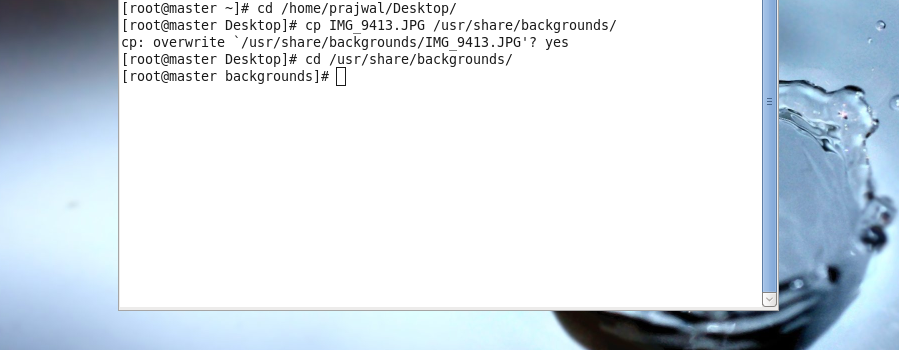 [root@master ~]# cd /home/prajwal/Desktop/
[root@master Desktop]# cp IMG_9413.JPG /usr/share/backgrounds/
cp: overwrite `/usr/share/backgrounds/IMG_9413.JPG'? yes
[root@master Desktop]# cd /usr/share/backgrounds/
[root@master backgrounds]#